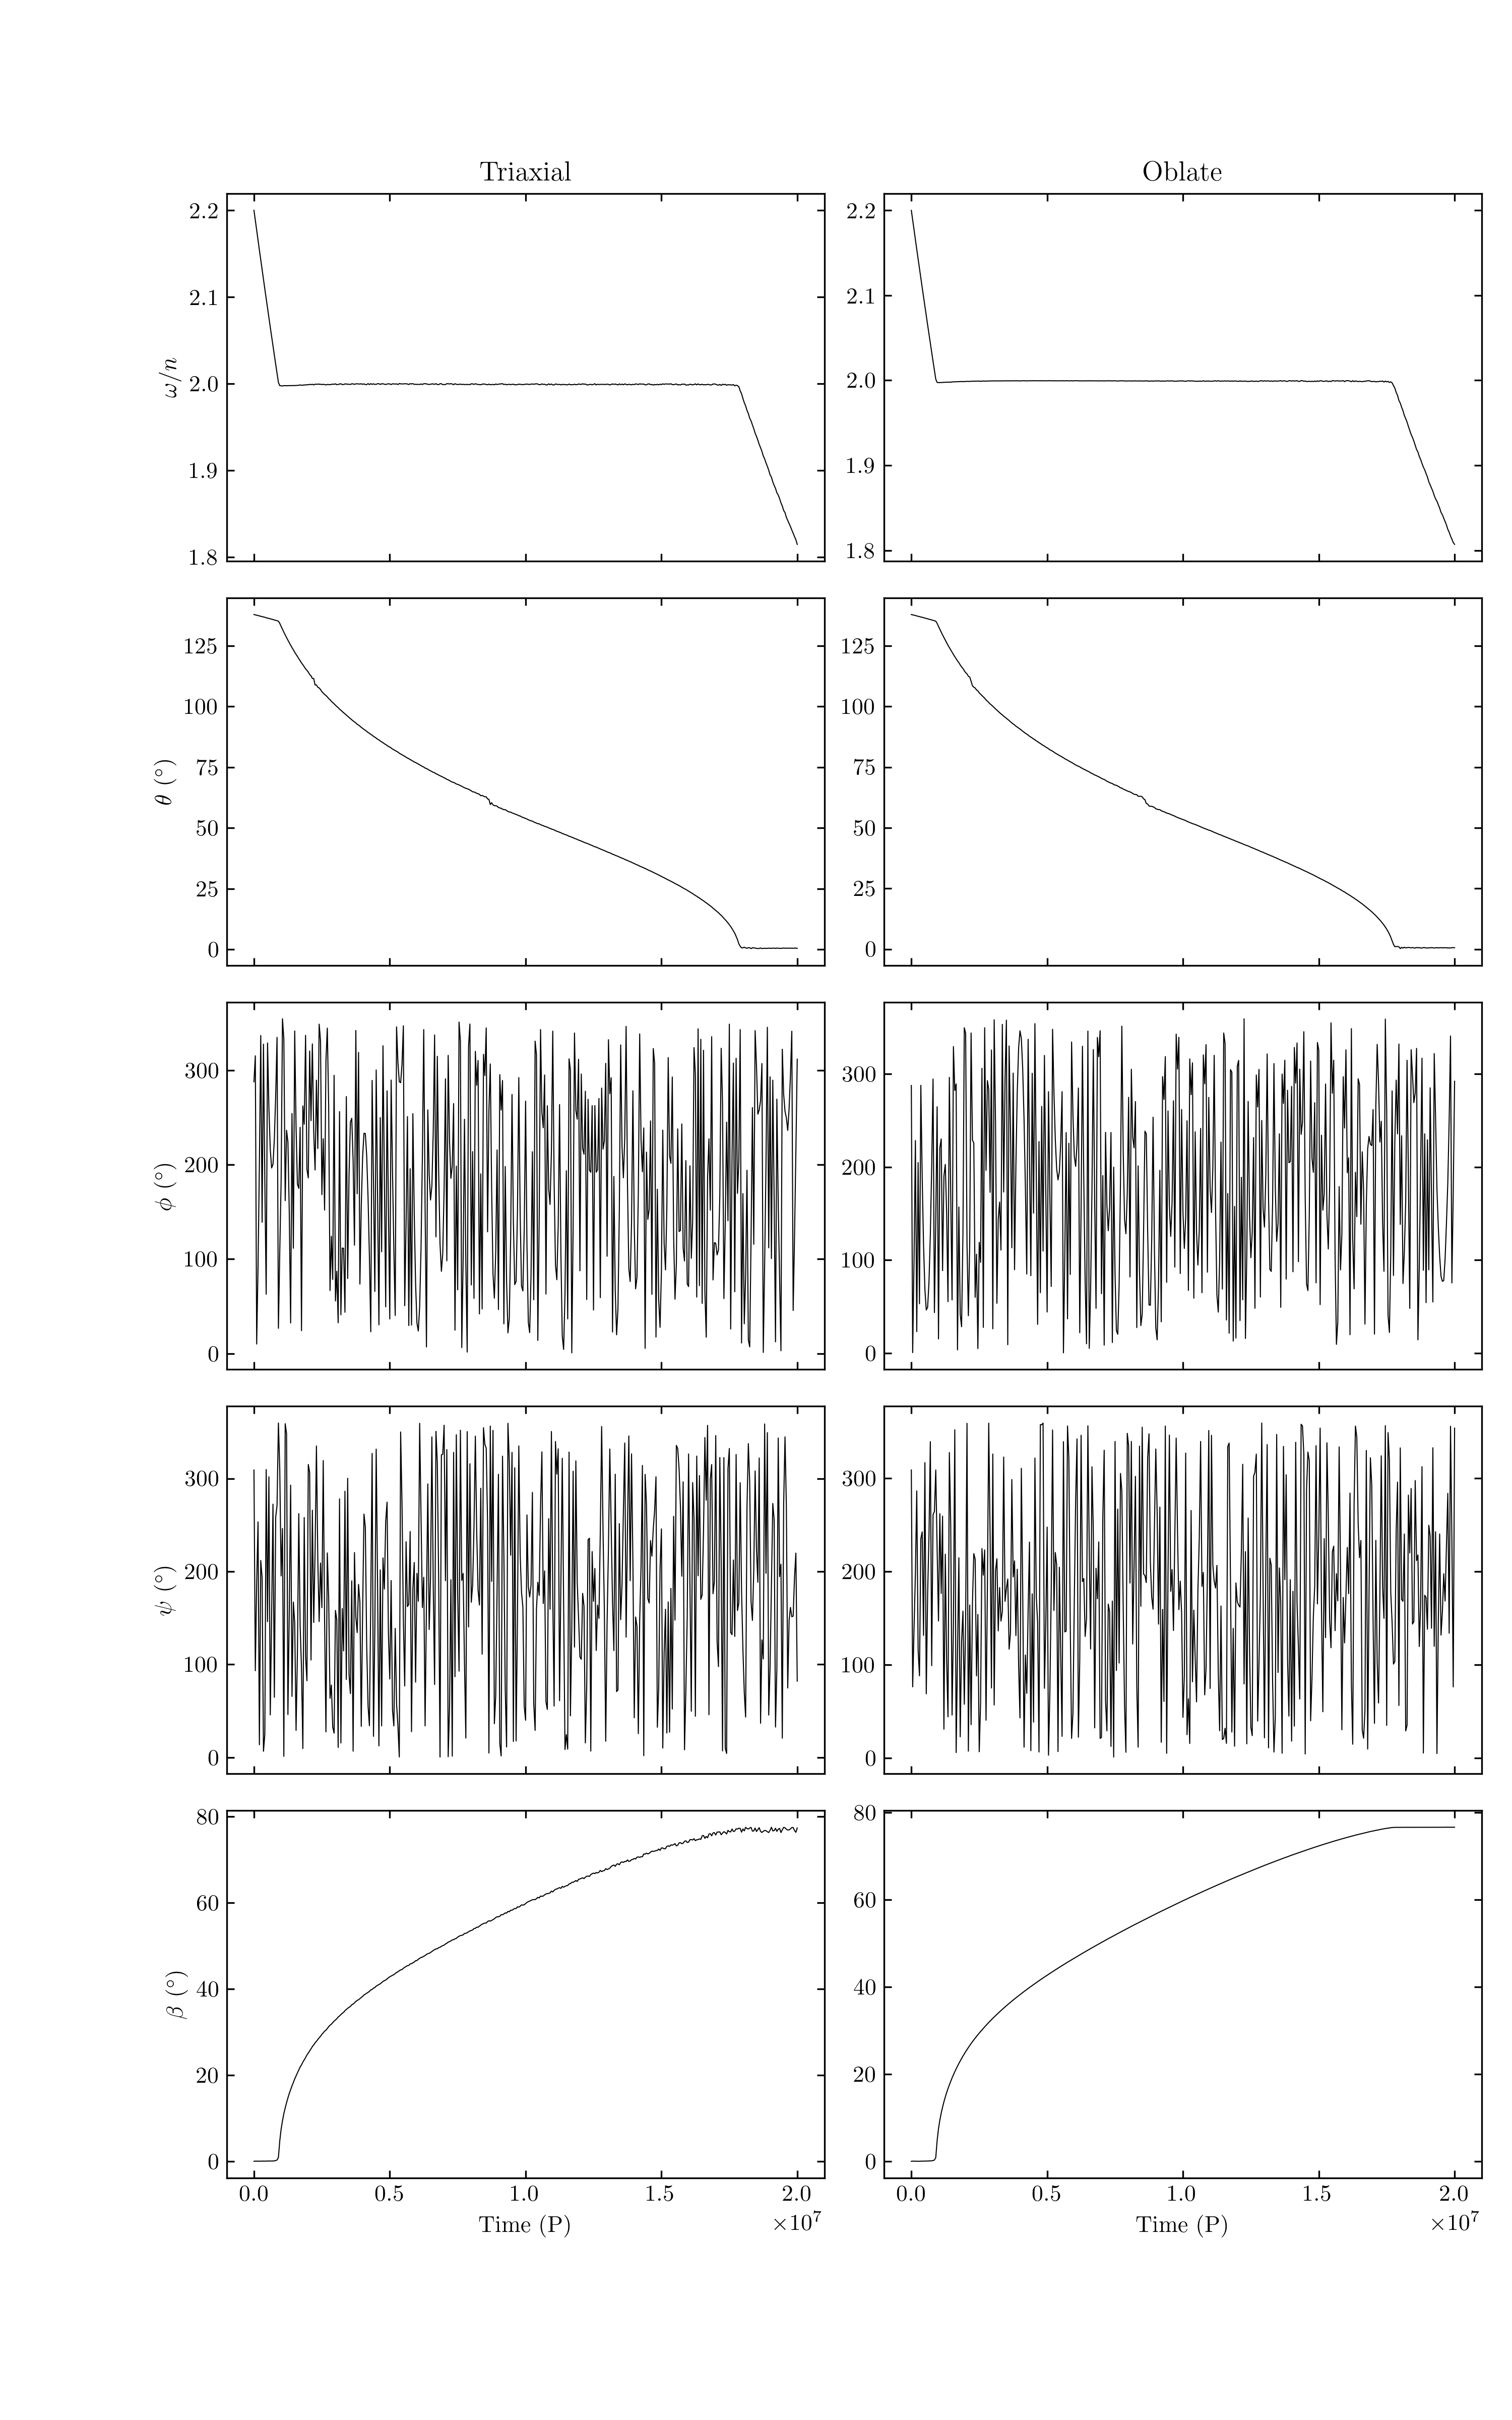 Triaxial Oblate
2.2 2.2
2.1 2.1
ω/n 2.0 2.0
1.9 1.9
1.8 1.8
125 125
100 100
θ (°) 75 75
50 50
25 25
0 0
300 300
φ (°) 200 200
100 100
0 0
300 300
ψ (°) 200 200
100 100
0 0
80 80
60 60
β (°) 40 40
20 20
0 0
0.0 0.5 1.0 1.5 2.0 0.0 0.5 1.0 1.5 2.0
Time (P) ×10⁷ Time (P) ×10⁷